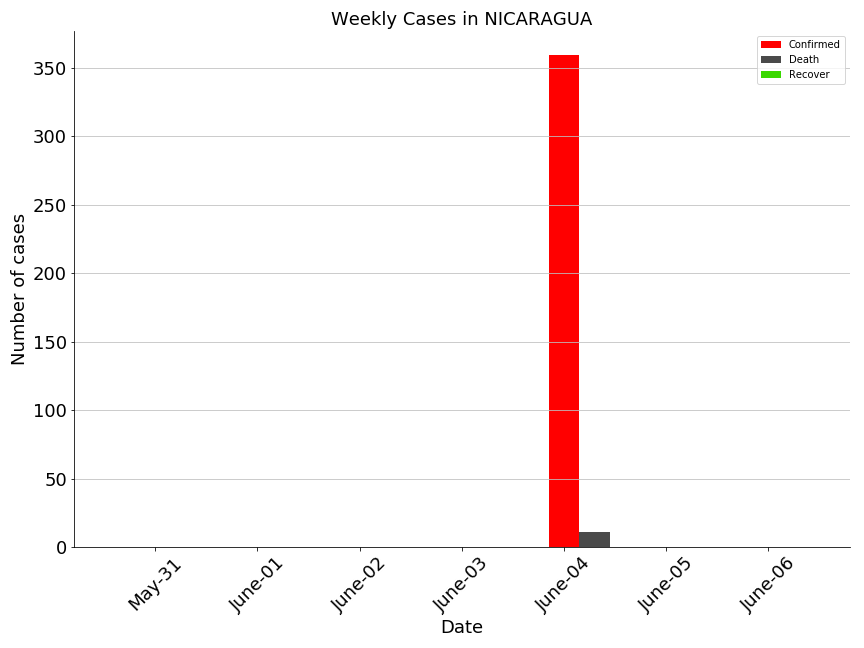 Weekly Cases in NICARAGUA
Confirmed
Death
Recover
Number of cases
350
300
250
200
150
100
50
0
May-31
June-01
June-02
June-03
June-04
June-05
June-06
Date